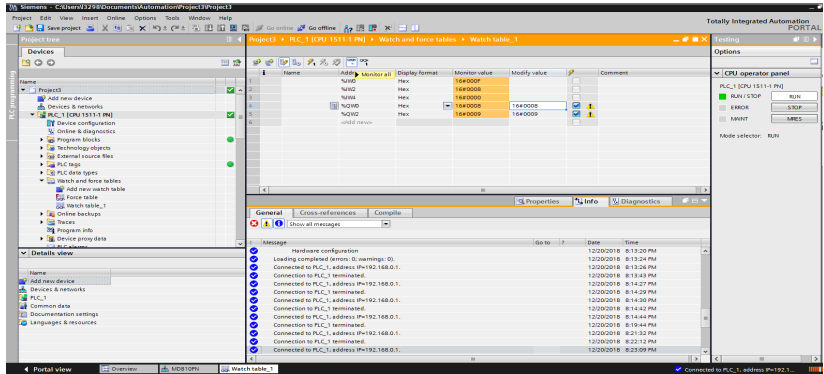 Siemens - C:\Users\I3298\Documents\Automation\Project3\Project3
Project Edit View Insert Online Options Tools Window Help
Totally Integrated Automation
PORTAL
Save project
Go online
Go offline
Project tree
Project3 PLC_1 [CPU 1511-1 PN] Watch and force tables Watch table_1
Testing
Devices
Options
PLC programming
Name
Project3
Add new device
Devices & networks
PLC_1 [CPU 1511-1 PN]
Device configuration
Online & diagnostics
Program blocks
Technology objects
External source files
PLC tags
PLC data types
Watch and force tables
Add new watch table
Force table
Watch table_1
Online backups
Traces
Program info
Device proxy data
i Name Addr Monitor all Display format Monitor value Modify value Comment
1 %IW0 Hex 16#000F
2 %IW2 Hex 16#0008
3 %IW4 Hex 16#0000
4 %QW0 Hex 16#0008 16#0008
5 %QW2 Hex 16#0009 16#0009
6 <Add new>
CPU operator panel
PLC_1 [CPU 1511-1 PN]
RUN / STOP RUN
ERROR STOP
MAINT MRES
Mode selector: RUN
Properties Info Diagnostics
General Cross-references Compile
Show all messages
! Message Go to ? Date Time
Hardware configuration 12/20/2018 8:13:20 PM
Loading completed (errors: 0; warnings: 0). 12/20/2018 8:13:24 PM
Connected to PLC_1, address IP=192.168.0.1. 12/20/2018 8:13:26 PM
Connection to PLC_1 terminated. 12/20/2018 8:13:43 PM
Connected to PLC_1, address IP=192.168.0.1. 12/20/2018 8:14:27 PM
Connection to PLC_1 terminated. 12/20/2018 8:14:29 PM
Connected to PLC_1, address IP=192.168.0.1. 12/20/2018 8:14:30 PM
Connection to PLC_1 terminated. 12/20/2018 8:14:42 PM
Connected to PLC_1, address IP=192.168.0.1. 12/20/2018 8:14:44 PM
Connection to PLC_1 terminated. 12/20/2018 8:19:44 PM
Connected to PLC_1, address IP=192.168.0.1. 12/20/2018 8:21:32 PM
Connection to PLC_1 terminated. 12/20/2018 8:22:12 PM
Connected to PLC_1, address IP=192.168.0.1. 12/20/2018 8:23:09 PM
Details view
Name
Add new device
Devices & networks
PLC_1
Common data
Documentation settings
Languages & resources
Portal view
Overview
MDB10PN
Watch table_1
Connected to PLC_1, address IP=192.1...